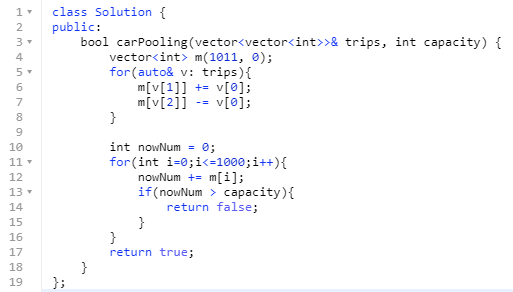 1 class Solution {
2 public:
3     bool carPooling(vector<vector<int>>& trips, int capacity) {
4         vector<int> m(1011, 0);
5         for(auto& v: trips){
6             m[v[1]] += v[0];
7             m[v[2]] -= v[0];
8         }
9
10         int nowNum = 0;
11         for(int i=0;i<=1000;i++){
12             nowNum += m[i];
13             if(nowNum > capacity){
14                 return false;
15             }
16         }
17         return true;
18     }
19 };